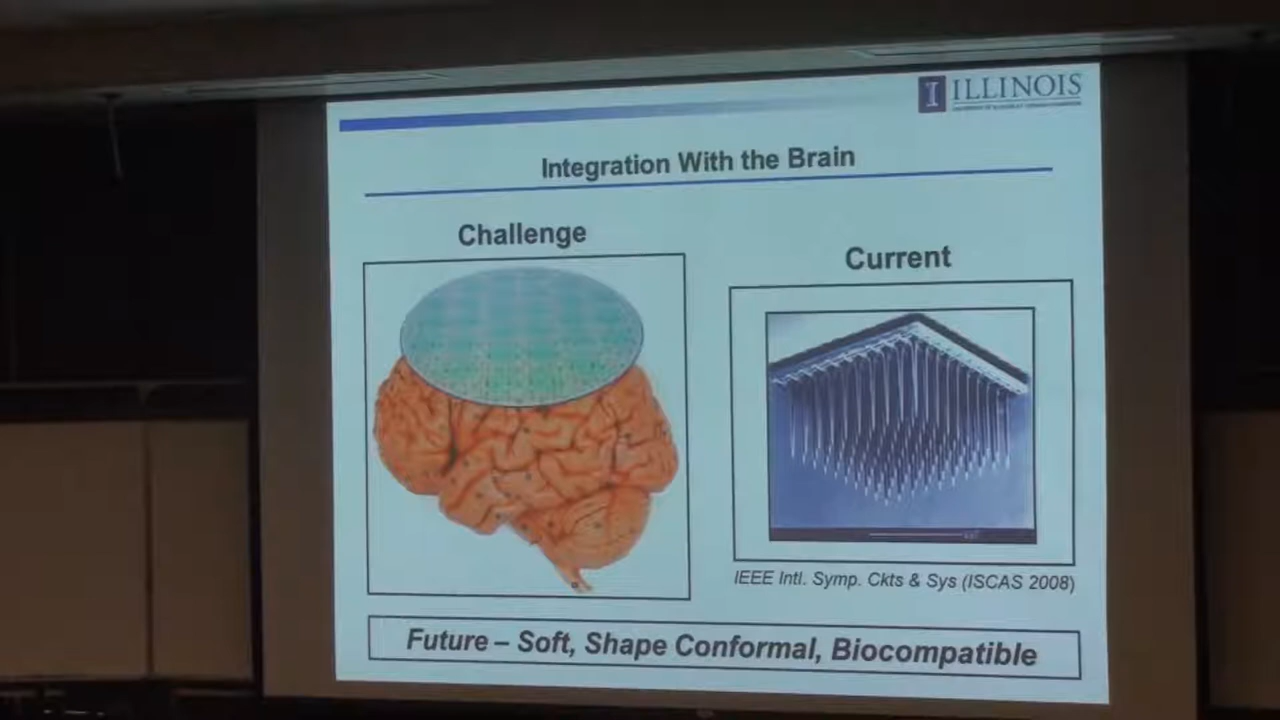 ILLINOIS
Integration With the Brain
Challenge
Current
IEEE Intl. Symp. Ckts & Sys (ISCAS 2008)
Future – Soft, Shape Conformal, Biocompatible